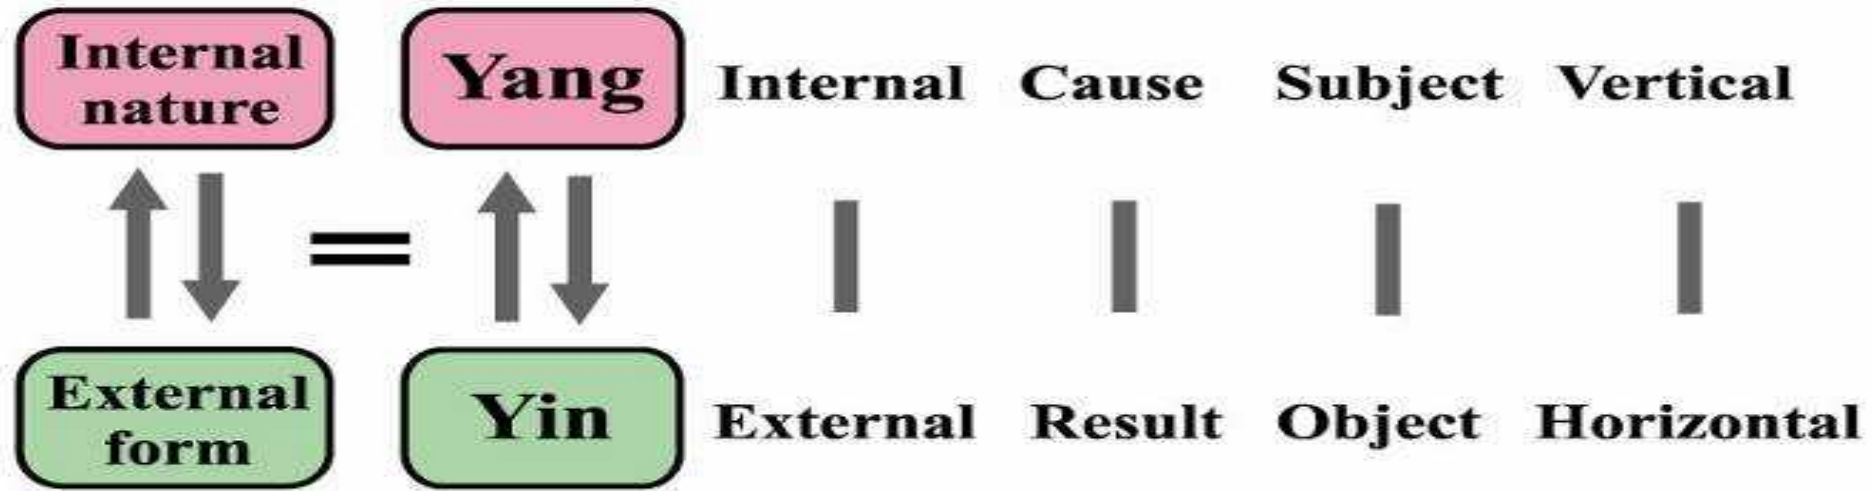 Internal
nature
Yang
Internal Cause Subject Vertical
=
External
form
Yin
External Result Object Horizontal